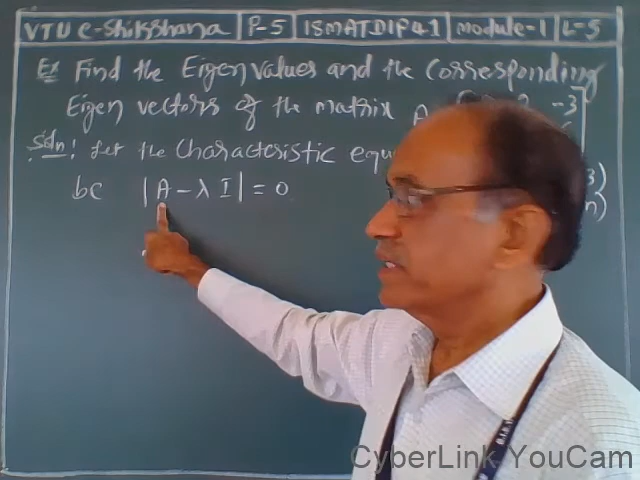 VTU e-Shikshana P-5 15MATDIP41 Module-1 L-5
Ex Find the Eigen values and the Corresponding
Eigen vectors of the matrix A -3
Soln: Let the Characteristic equ
be |A - λ I| = 0
CyberLink YouCam